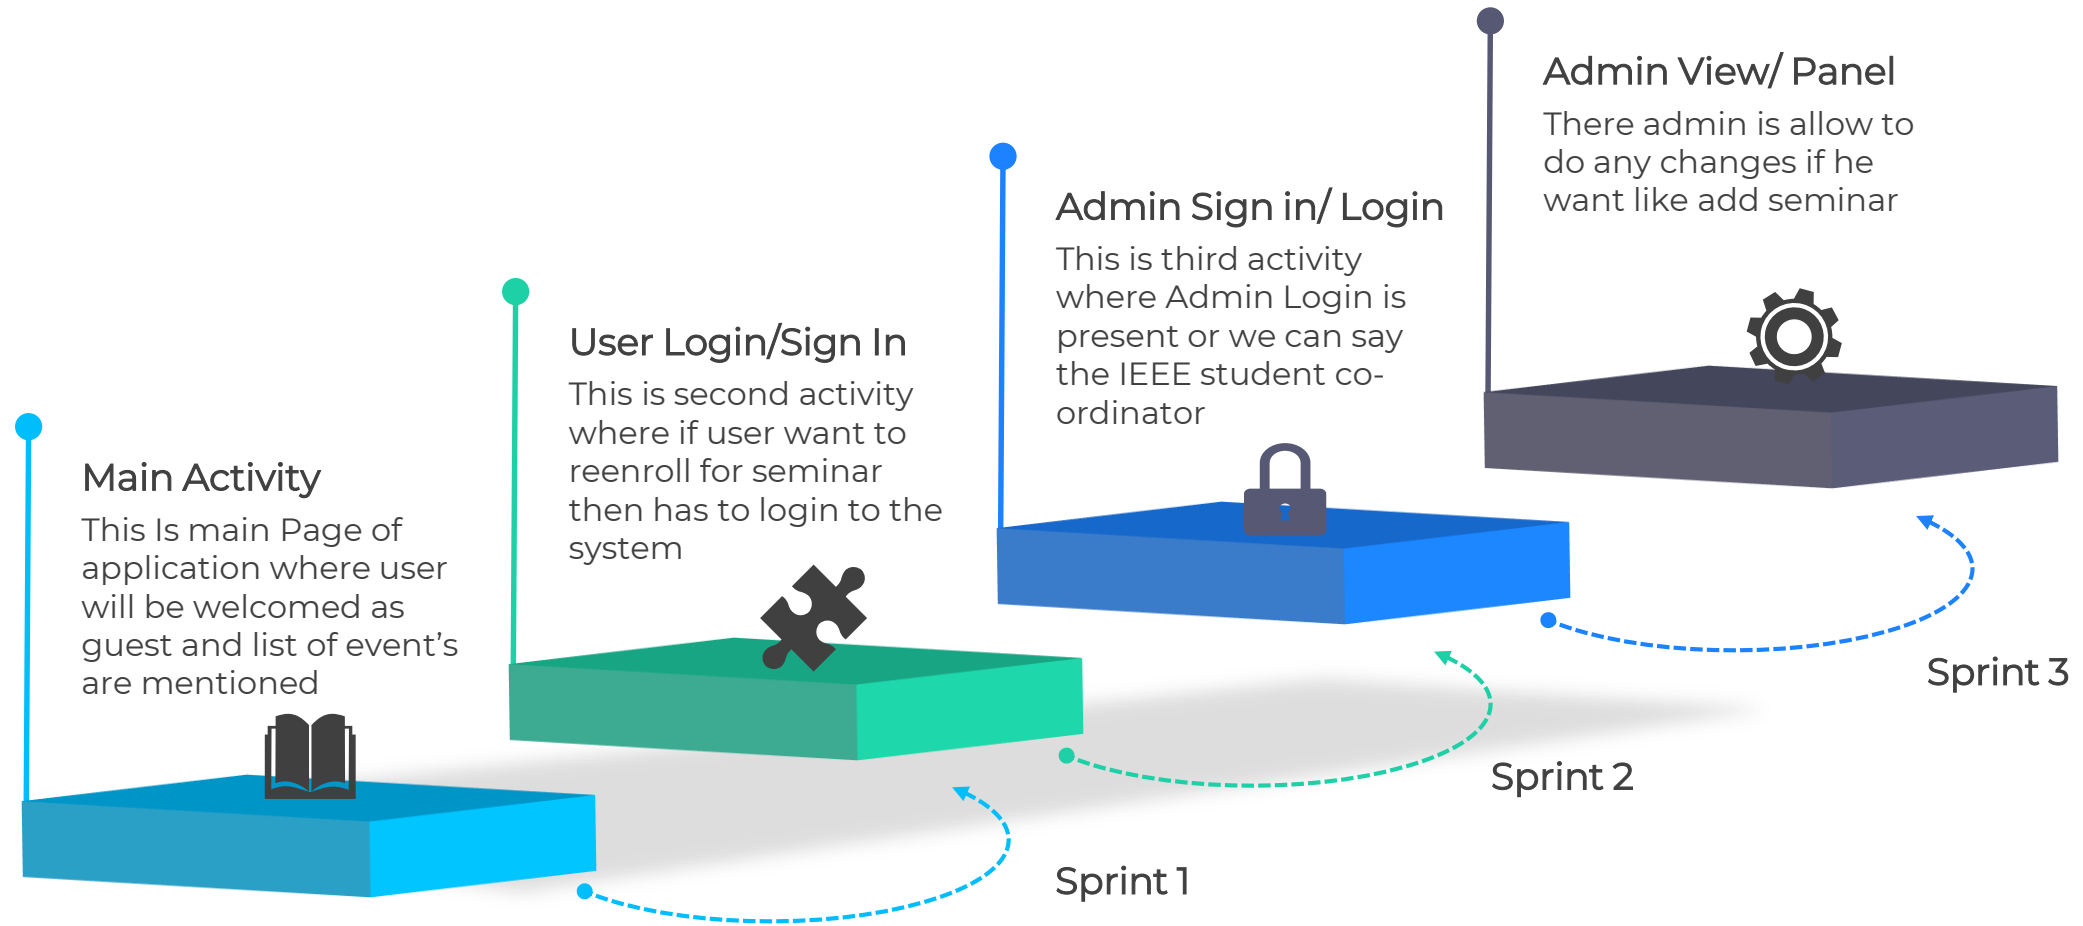 Main Activity
This Is main Page of
application where user
will be welcomed as
guest and list of event’s
are mentioned
User Login/Sign In
This is second activity
where if user want to
reenroll for seminar
then has to login to the
system
Admin Sign in/ Login
This is third activity
where Admin Login is
present or we can say
the IEEE student co-
ordinator
Admin View/ Panel
There admin is allow to
do any changes if he
want like add seminar
Sprint 1
Sprint 2
Sprint 3